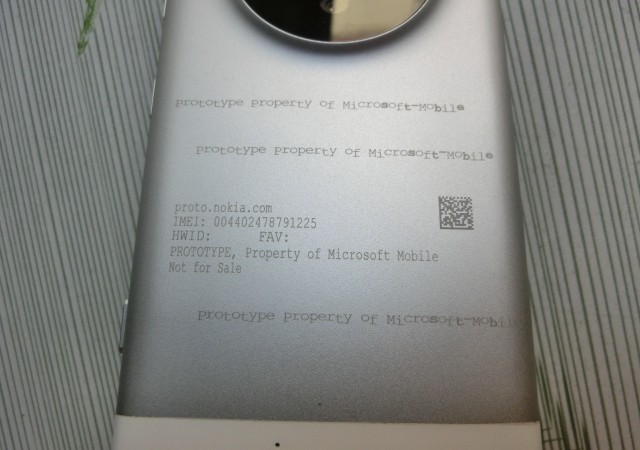 prototype property of Microsoft-Mobile
prototype property of Microsoft-Mobile
proto.nokia.com
IMEI: 004402478791225
HWID: FAV:
PROTOTYPE, Property of Microsoft Mobile
Not for Sale
prototype property of Microsoft-Mobil